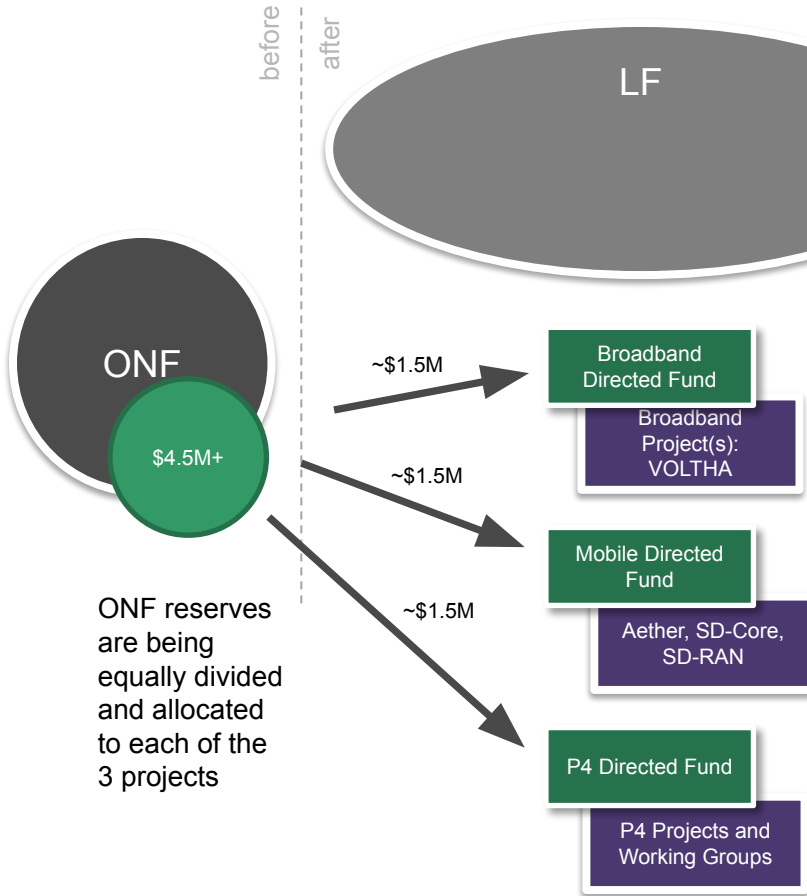 before
after
LF
ONF
$4.5M+
~$1.5M
Broadband
Directed Fund
Broadband
Project(s):
VOLTHA
~$1.5M
Mobile Directed
Fund
Aether, SD-Core,
SD-RAN
~$1.5M
P4 Directed Fund
P4 Projects and
Working Groups
ONF reserves
are being
equally divided
and allocated
to each of the
3 projects